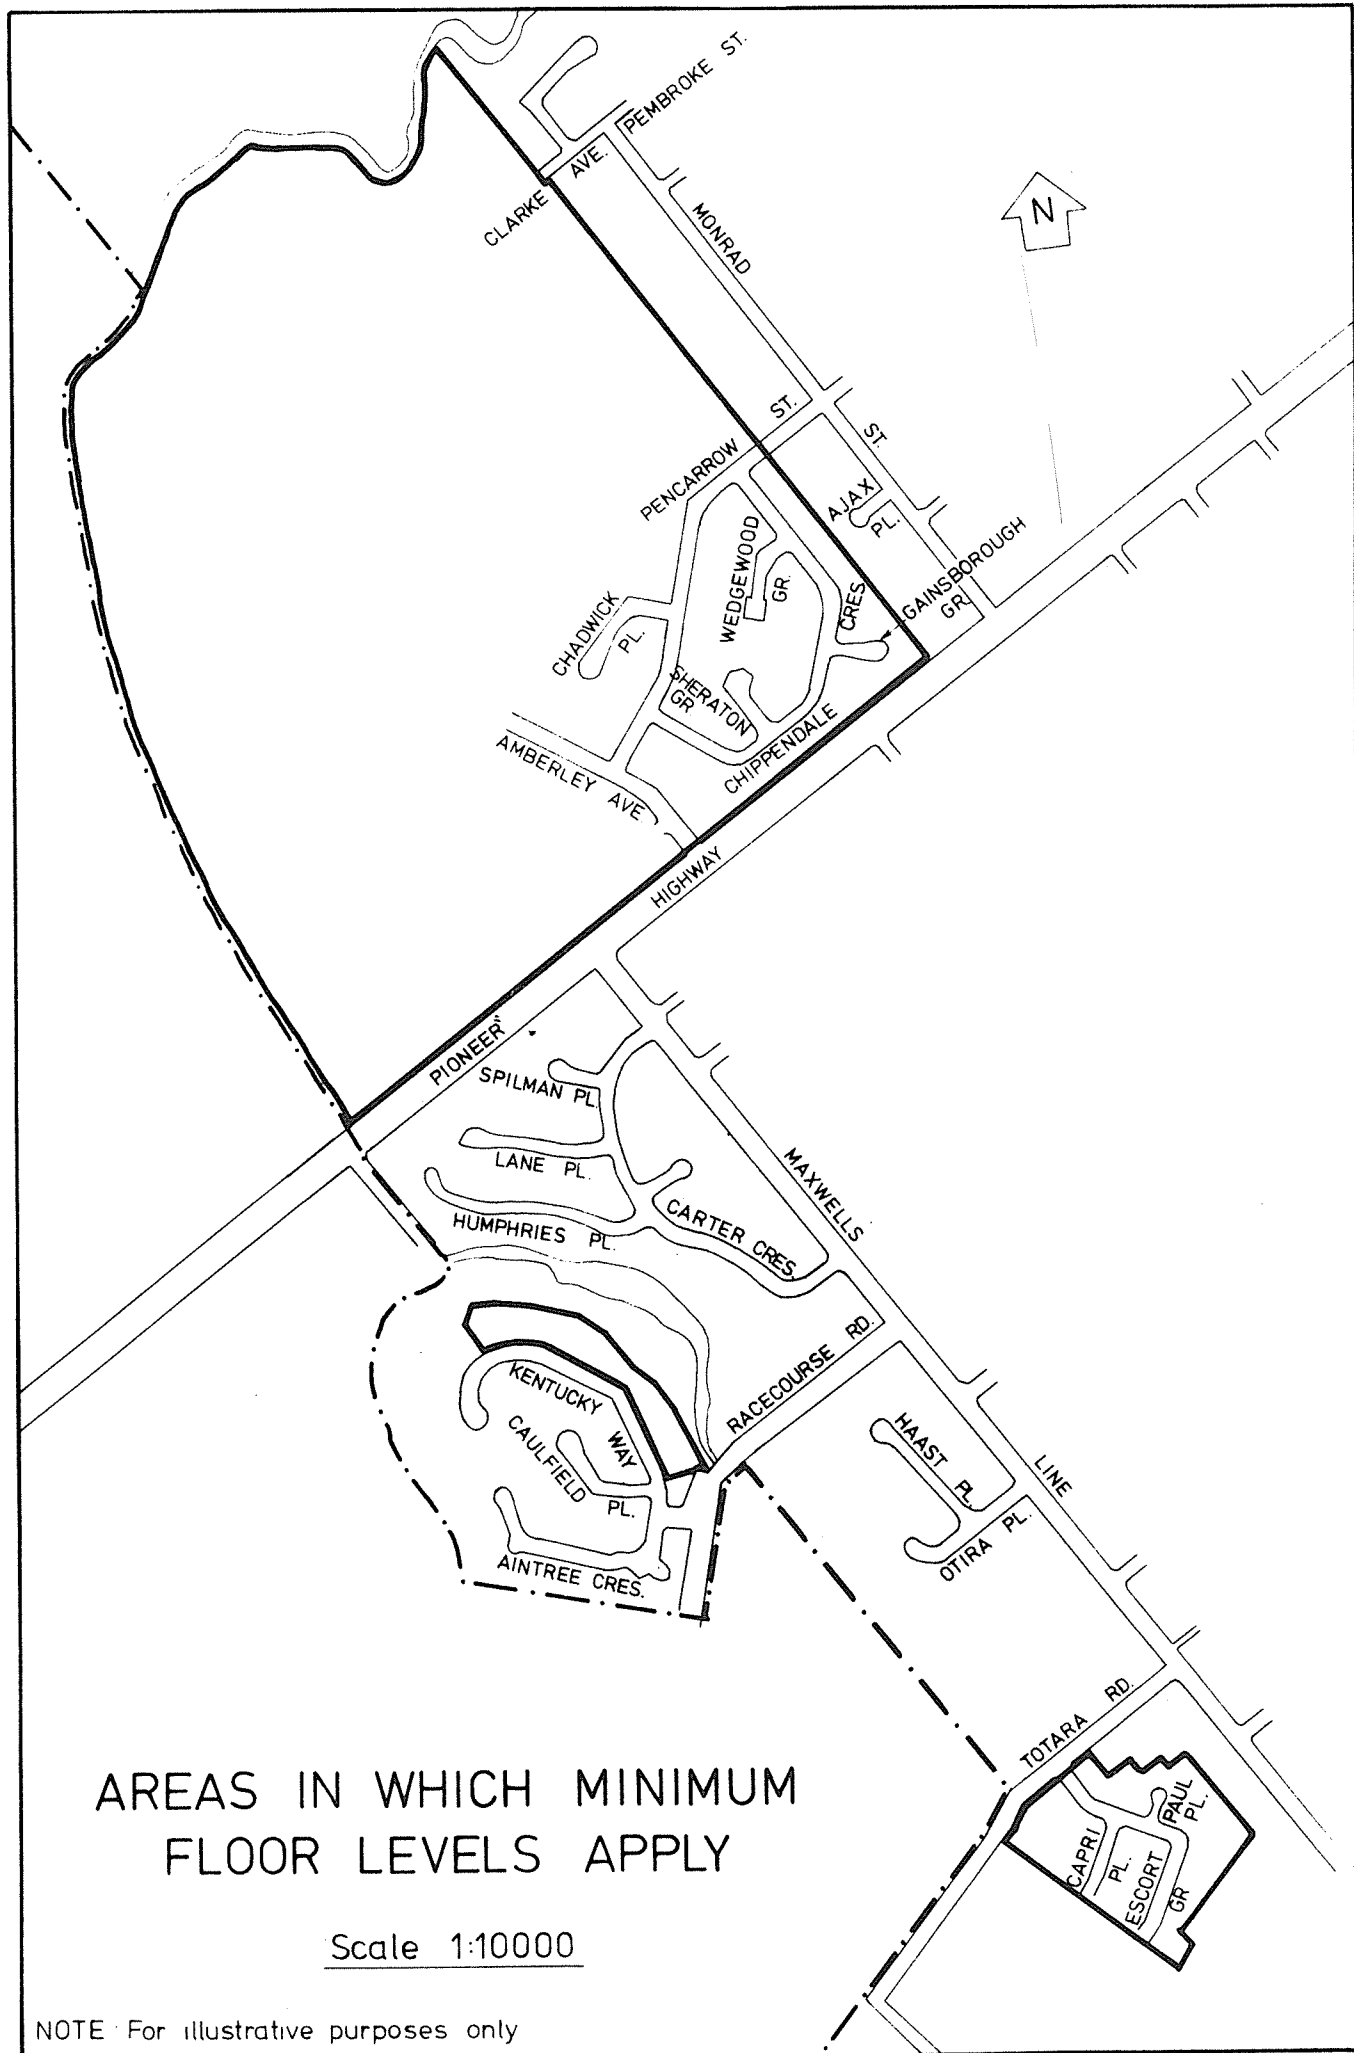 PEMBROKE ST.
CLARKE AVE.
MONRAD ST.
N
PENCARROW ST.
AJAX PL.
GAINSBOROUGH GR.
WEDGEWOOD GR.
CRES.
CHADWICK PL.
SHERATON GR.
CHIPPENDALE
AMBERLEY AVE
HIGHWAY
PIONEER
SPILMAN PL.
LANE PL.
HUMPHRIES PL.
CARTER CRES.
MAXWELLS
RACECOURSE RD.
KENTUCKY WAY
CAULFIELD PL.
HAAST PL.
LINE
OTIRA PL.
AINTREE CRES.
TOTARA RD.
PAUL PL.
CAPRI PL.
ESCORT GR
AREAS IN WHICH MINIMUM
FLOOR LEVELS APPLY
Scale 1:10000
NOTE For illustrative purposes only